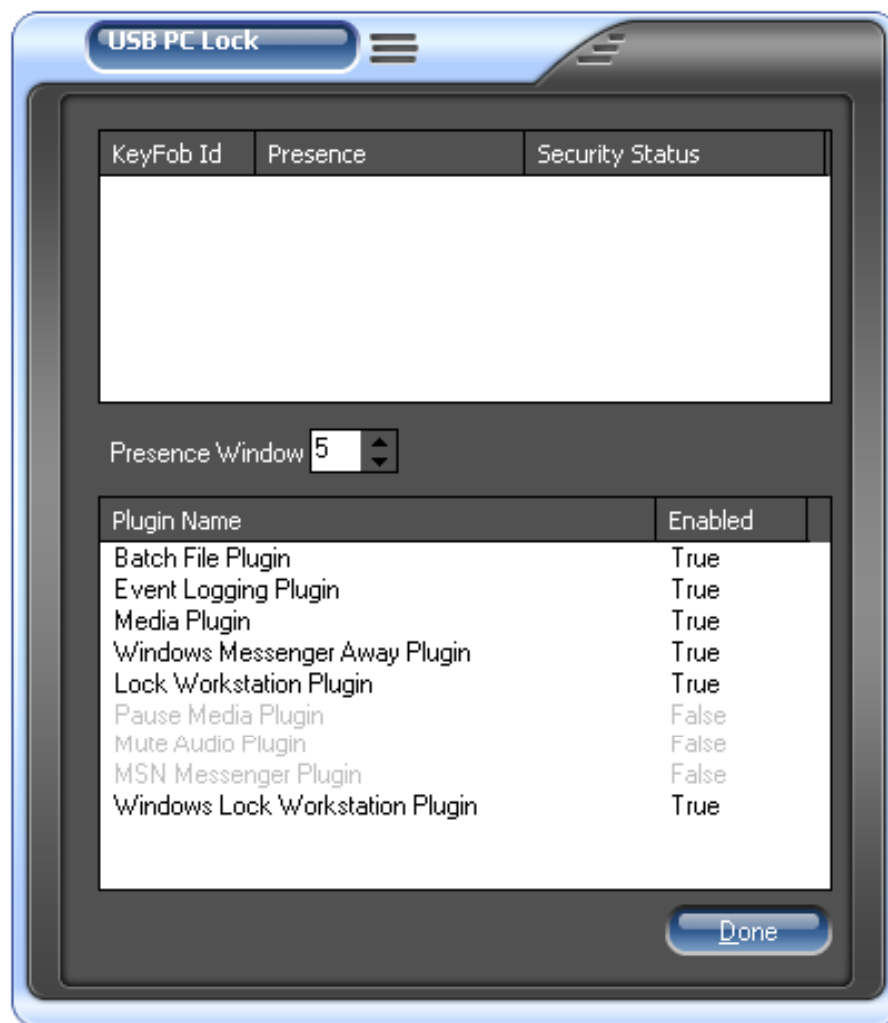 USB PC Lock
KeyFob Id Presence Security Status
Presence Window 5
Plugin Name Enabled
Batch File Plugin True
Event Logging Plugin True
Media Plugin True
Windows Messenger Away Plugin True
Lock Workstation Plugin True
Pause Media Plugin False
Mute Audio Plugin False
MSN Messenger Plugin False
Windows Lock Workstation Plugin True
Done